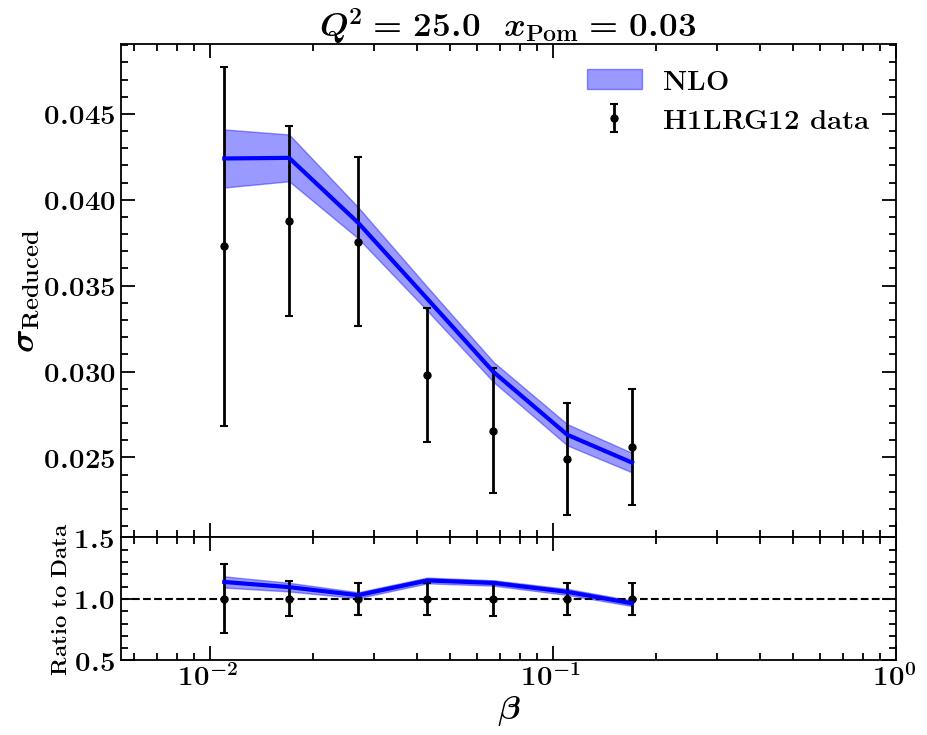 Q² = 25.0 x_Pom = 0.03
NLO
H1LRG12 data
σ_Reduced
0.045
0.040
0.035
0.030
0.025
Ratio to Data
1.5
1.0
0.5
10⁻² 10⁻¹ 10⁰
β